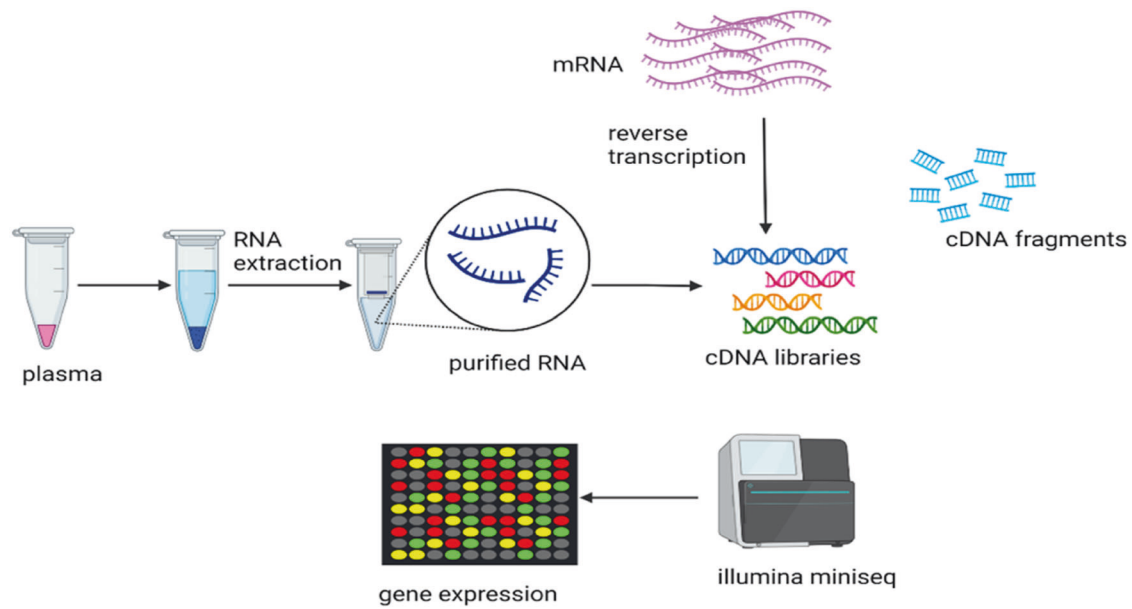 mRNA
reverse
transcription
cDNA fragments
RNA
extraction
plasma
purified RNA
cDNA libraries
gene expression
illumina miniseq